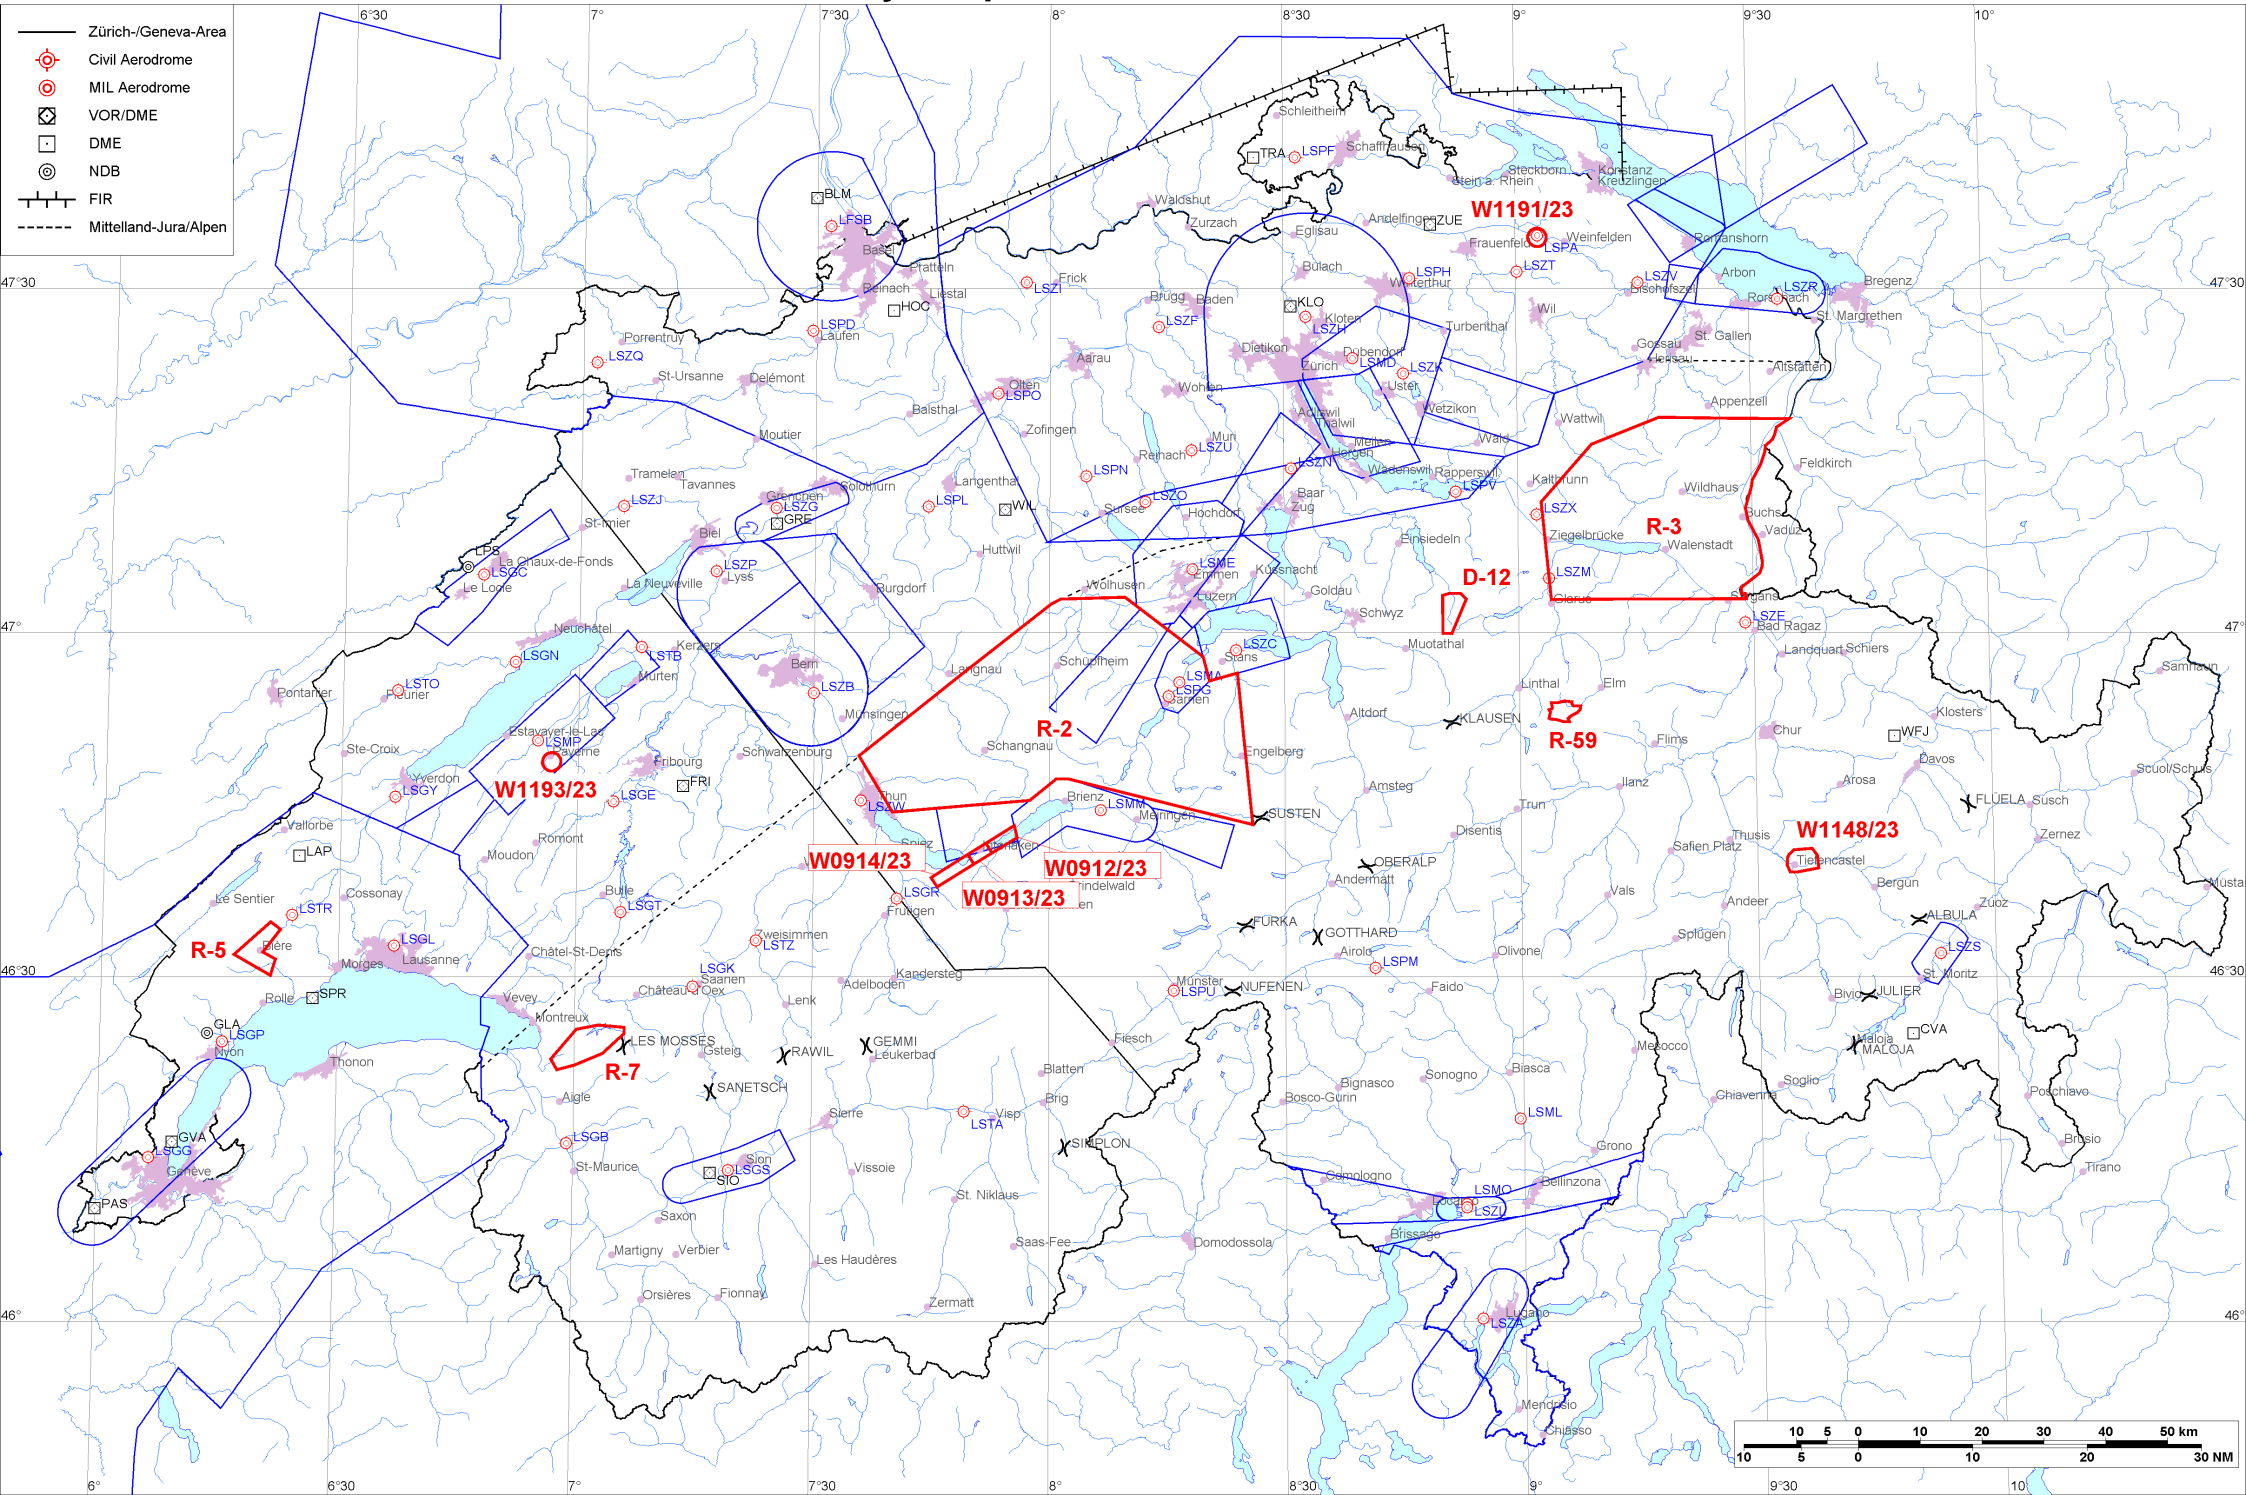 6°30
7°
7°30
8°
8°30
9°
9°30
10°
Zürich-/Geneva-Area
Civil Aerodrome
MIL Aerodrome
VOR/DME
DME
NDB
FIR
Mittelland-Jura/Alpen
Schleitheim
TRA
LSPF
Schaffhausen
Steckborn
Konstanz
Stein a. Rhein
Kreuzlingen
BLM
Waldshut
W1191/23
LFSB
Zurzach
Andelfingen
ZUE
Eglisau
Frauenfeld
LSPA
Weinfelden
Romanshorn
Basel
Pratteln
Bülach
LSPH
LSZT
LSZV
Arbon
Frick
LSZI
Winterthur
Bischofszell
Bregenz
47°30
47°30
Reinach
Liestal
HOC
Brugg
Baden
KLO
Kloten
Wil
LSZR
Rorschach
St. Margrethen
LSPD
Laufen
LSZF
LSZH
Turbenthal
St. Gallen
Porrentruy
LSZQ
Aarau
Dietikon
Dübendorf
LSMD
Zürich
LSZK
Gossau
Herisau
Altstätten
St-Ursanne
Delémont
Olten
LSPO
Wohlen
Uster
Balsthal
Adliswil
Wetzikon
Appenzell
Thalwil
Wattwil
Moutier
Zofingen
Muri
LSZU
Meilen
Wald
Horgen
Reinach
Tramelan
Tavannes
LSPN
LSZN
Wädenswil
Rapperswil
LSPV
Kaltbrunn
Feldkirch
Wildhaus
Langenthal
Solothurn
Grenchen
LSZJ
LSZG
GRE
LSPL
WIL
LSZO
Sursee
Baar
Zug
Hochdorf
LSZX
R-3
Buchs
Vaduz
St-Imier
Biel
Einsiedeln
Ziegelbrücke
Walenstadt
LPS
La Chaux-de-Fonds
LSGC
Le Locle
Huttwil
LSZP
Lyss
La Neuveville
Burgdorf
Wolhusen
LSME
Emmen
Küssnacht
D-12
LSZM
Luzern
Goldau
Glarus
Sargans
Schwyz
LSZE
Bad Ragaz
47°
47°
Neuchâtel
Kerzers
LSTB
LSGN
Murten
Muotathal
Landquart
Schiers
Samnaun
Bern
Langnau
Schüpfheim
LSZC
Stans
LSMA
LSPG
Sarnen
Linthal
Elm
Pontarlier
LSTO
Fleurier
LSZB
Münsingen
Altdorf
KLAUSEN
Klosters
R-2
R-59
Chur
WFJ
Estavayer-le-Lac
LSMP
Payerne
Ste-Croix
Schwarzenburg
Schangnau
Engelberg
Flims
Davos
Fribourg
FRI
Arosa
Scuol/Schuls
Yverdon
LSGY
W1193/23
LSGE
Thun
LSZW
Brienz
LSMM
Meiringen
SUSTEN
Amsteg
Trun
Ilanz
FLÜELA
Susch
Vallorbe
Romont
LAP
Moudon
Spiez
Interlaken
W0914/23
W0912/23
W0913/23
Grindelwald
Disentis
OBERALP
Andermatt
Safien Platz
Thusis
W1148/23
Tiefencastel
Zernez
Bergün
Le Sentier
Cossonay
Bulle
LSGT
LSGR
Frutigen
Vals
Andeer
Zuoz
LSTR
R-5
Bière
LSGL
Lausanne
Morges
Zweisimmen
LSTZ
FURKA
GOTTHARD
Airolo
LSPM
Olivone
Splügen
ALBULA
LSZS
St. Moritz
Châtel-St-Denis
46°30
46°30
LSGK
Saanen
Château-d'Oex
Adelboden
Kandersteg
Münster
LSPU
NUFENEN
Faido
Bivio
JULIER
SPR
Rolle
Vevey
Montreux
Lenk
GLA
LSGP
Nyon
Thonon
LES MOSSES
R-7
Gsteig
RAWIL
GEMMI
Leukerbad
Fiesch
Mesocco
CVA
Maloja
MALOJA
SANETSCH
Blatten
Brig
Bignasco
Sonogno
Biasca
Bosco-Gurin
Soglio
Chiavenna
Poschiavo
Aigle
LSGB
Sierre
LSTA
Visp
SIMPLON
LSML
Grono
Brusio
Tirano
GVA
LSGG
Genève
PAS
St-Maurice
Sion
LSGS
SIO
Vissoie
St. Niklaus
Comologno
LSMO
LSZL
Locarno
Bellinzona
Saxon
Martigny
Verbier
Les Haudères
Saas-Fee
Domodossola
Brissago
Orsières
Fionnay
Zermatt
46°
46°
Lugano
LSZA
Mendrisio
Chiasso
10 5 0 10 20 30 40 50 km
10 5 0 10 20 30 NM
6°
6°30
7°
7°30
8°
8°30
9°
9°30
10